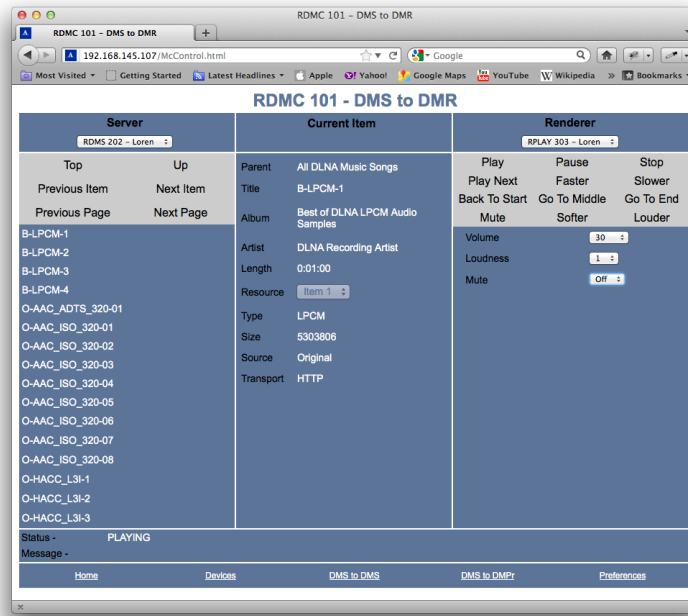 RDMC 101 – DMS to DMR
RDMC 101 – DMS to DMR
192.168.145.107/McControl.html
Google
Most Visited Getting Started Latest Headlines Apple Yahoo! Google Maps YouTube Wikipedia » Bookmarks
RDMC 101 - DMS to DMR
Server
RDMS 202 – Loren
Top Up
Previous Item Next Item
Previous Page Next Page
B-LPCM-1
B-LPCM-2
B-LPCM-3
B-LPCM-4
O-AAC_ADTS_320-01
O-AAC_ISO_320-01
O-AAC_ISO_320-02
O-AAC_ISO_320-03
O-AAC_ISO_320-04
O-AAC_ISO_320-05
O-AAC_ISO_320-06
O-AAC_ISO_320-07
O-AAC_ISO_320-08
O-HACC_L3I-1
O-HACC_L3I-2
O-HACC_L3I-3
Current Item
Parent All DLNA Music Songs
Title B-LPCM-1
Album Best of DLNA LPCM Audio
Samples
Artist DLNA Recording Artist
Length 0:01:00
Resource Item 1
Type LPCM
Size 5303806
Source Original
Transport HTTP
Renderer
RPLAY 303 – Loren
Play Pause Stop
Play Next Faster Slower
Back To Start Go To Middle Go To End
Mute Softer Louder
Volume 30
Loudness 1
Mute Off
Status - PLAYING
Message -
Home Devices DMS to DMS DMS to DMPr Preferences